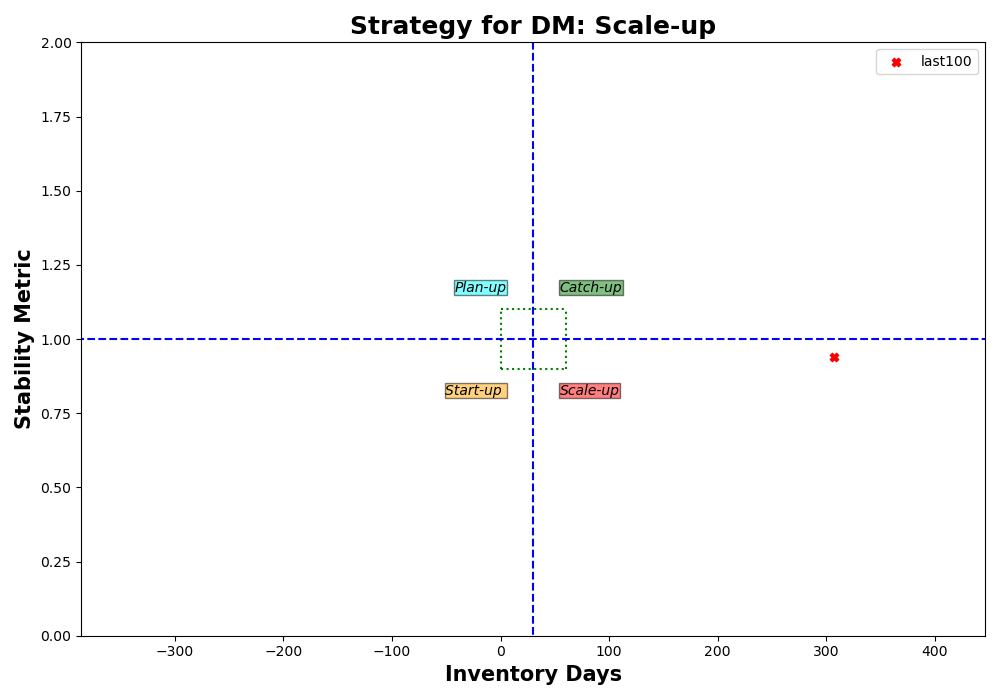 Strategy for DM: Scale-up
last100
2.00
1.75
1.50
1.25
1.00
0.75
0.50
0.25
0.00
Stability Metric
Plan-up
Catch-up
Start-up
Scale-up
−300
−200
−100
0
100
200
300
400
Inventory Days